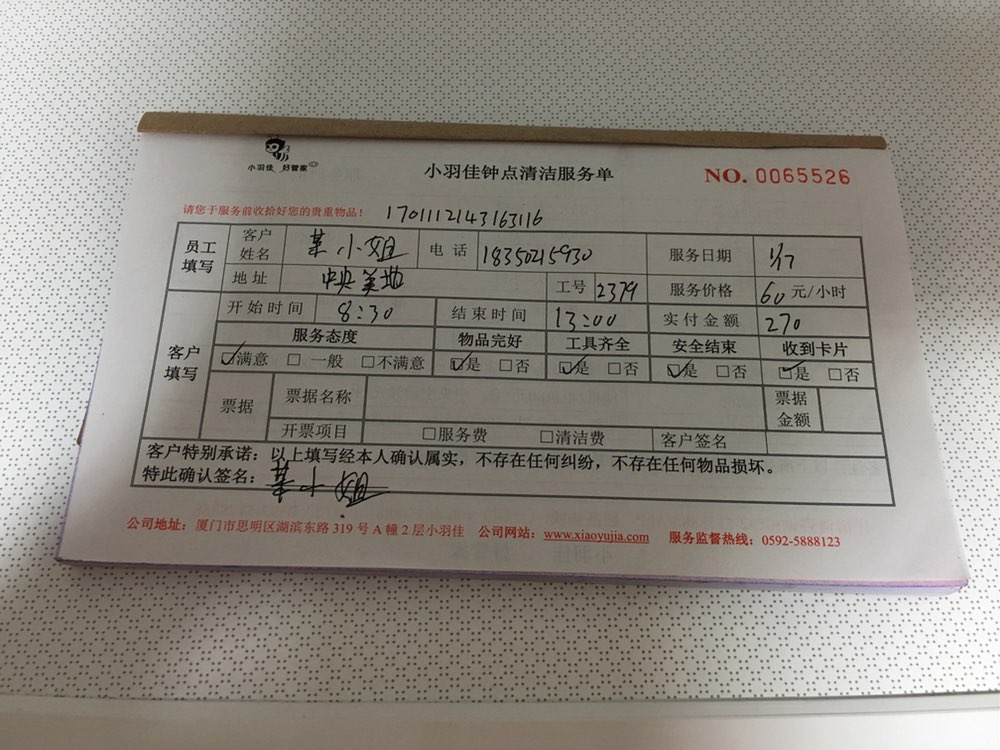 小羽佳 好管家
小羽佳钟点清洁服务单
NO. 0065526
请您于服务前收拾好您的贵重物品! 1701112143163116
员工填写 客户姓名 某小姐 电话 18350215930 服务日期 1/17
地址 中央美地 工号 2379 服务价格 60 元/小时
客户填写 开始时间 8:30 结束时间 13:00 实付金额 270
服务态度 物品完好 工具齐全 安全结束 收到卡片
☑满意 □一般 □不满意 ☑是 □否 ☑是 □否 ☑是 □否 ☑是 □否
票据 票据名称 票据金额
开票项目 □服务费 □清洁费 客户签名
客户特别承诺:以上填写经本人确认属实,不存在任何纠纷,不存在任何物品损坏。
特此确认签名: 某小姐
公司地址:厦门市思明区湖滨东路 319 号 A 幢 2 层小羽佳 公司网站:www.xiaoyujia.com 服务监督热线:0592-5888123